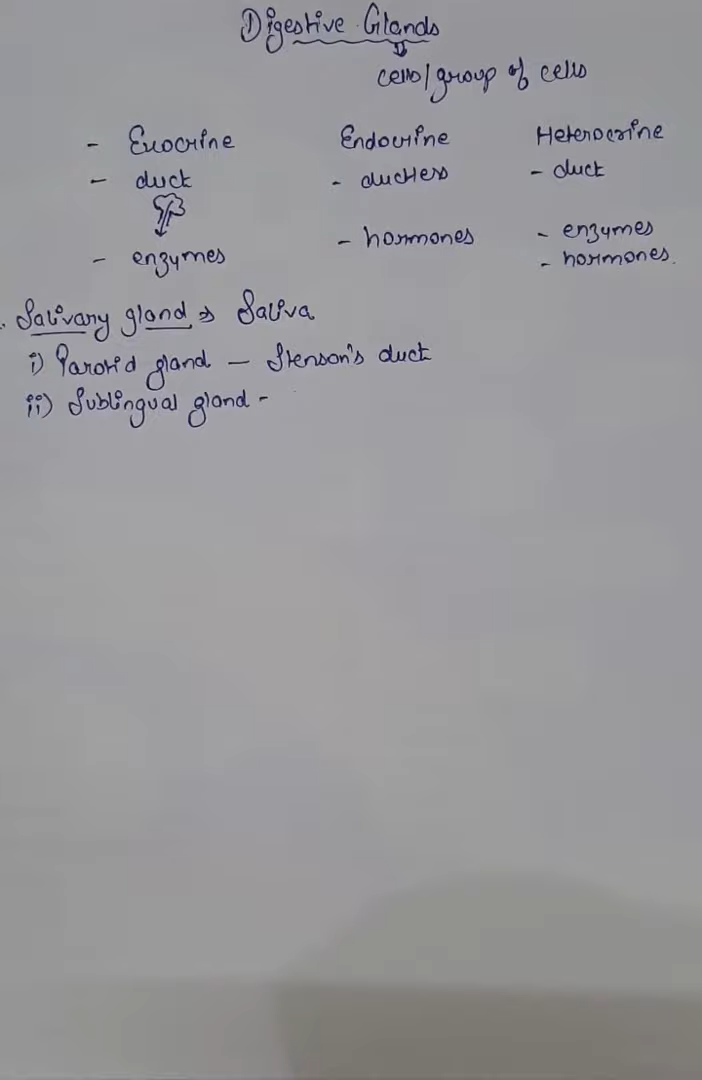 Digestive Glands
cells/group of cells
- Exocrine Endocrine Heterocrine
- duct - ductless - duct
- enzymes - hormones - enzymes
- hormones.
. Salivary gland ⇒ Saliva
i) Parotid gland - Stenson's duct
ii) Sublingual gland -